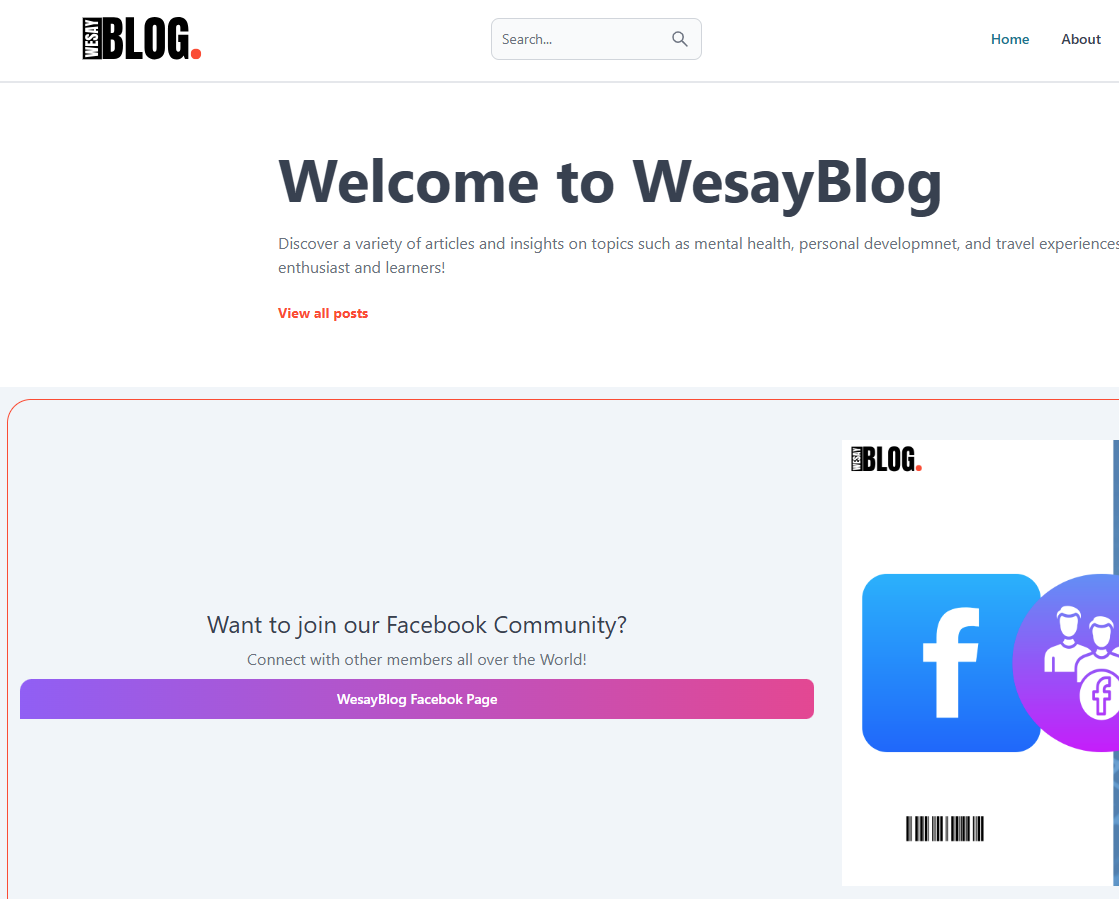 WESAY BLOG.
Search...
Home
About
Welcome to WesayBlog
Discover a variety of articles and insights on topics such as mental health, personal developmnet, and travel experiences
enthusiast and learners!
View all posts
WESAY BLOG.
Want to join our Facebook Community?
Connect with other members all over the World!
WesayBlog Facebok Page